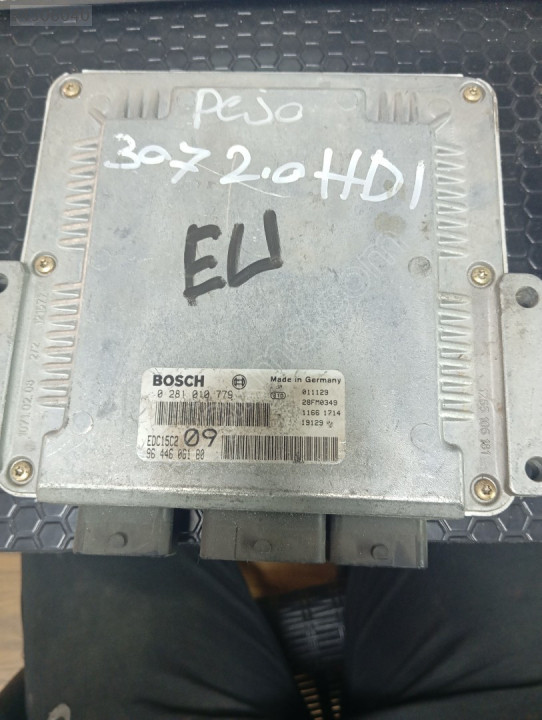 Pejo
307 2.0 HDI
EU
BOSCH
Made in Germany
0 281 010 779
011129
28FM0349
1166 1714
19129
EDC15C2
09
96 446 061 80